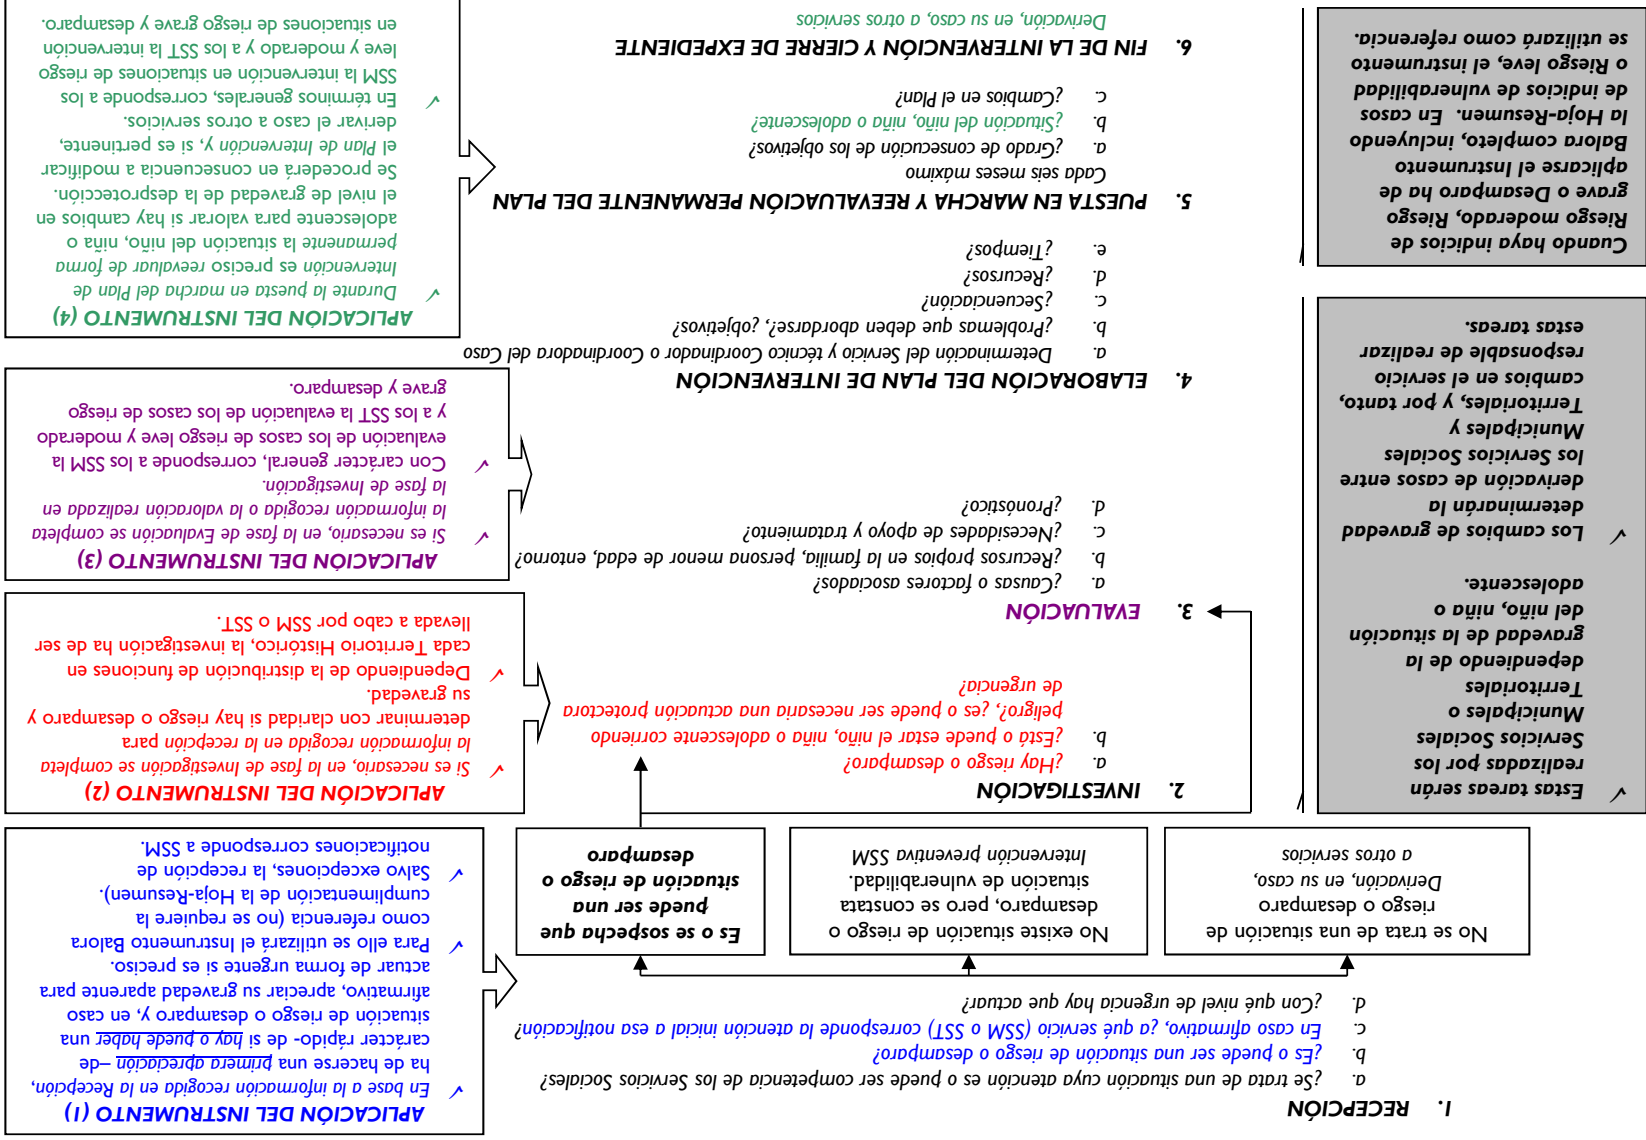 1. RECEPCIÓN
a. ¿Se trata de una situación cuya atención es o puede ser competencia de los Servicios Sociales?
b. ¿Es o puede ser una situación de riesgo o desamparo?
c. En caso afirmativo, ¿a qué servicio (SSM o SST) corresponde la atención inicial a esa notificación?
d. ¿Con qué nivel de urgencia hay que actuar?
APLICACIÓN DEL INSTRUMENTO (1)
✓ En base a la información recogida en la Recepción,
ha de hacerse una primera apreciación –de
carácter rápido- de si hay o puede haber una
situación de riesgo o desamparo y, en caso
afirmativo, apreciar su gravedad aparente para
actuar de forma urgente si es preciso.
✓ Para ello se utilizará el Instrumento Balora
como referencia (no se requiere la
cumplimentación de la Hoja-Resumen).
✓ Salvo excepciones, la recepción de
notificaciones corresponde a SSM.
No se trata de una situación de
riesgo o desamparo
Derivación, en su caso,
a otros servicios
No existe situación de riesgo o
desamparo, pero se constata
situación de vulnerabilidad.
Intervención preventiva SSM
Es o se sospecha que
puede ser una
situación de riesgo o
desamparo
✓ Estas tareas serán
realizadas por los
Servicios Sociales
Municipales o
Territoriales
dependiendo de la
gravedad de la situación
del niño, niña o
adolescente.
✓ Los cambios de gravedad
determinarán la
derivación de casos entre
los Servicios Sociales
Municipales y
Territoriales, y por tanto,
cambios en el servicio
responsable de realizar
estas tareas.
2. INVESTIGACIÓN
a. ¿Hay riesgo o desamparo?
b. ¿Está o puede estar el niño, niña o adolescente corriendo
peligro?, ¿es o puede ser necesaria una actuación protectora
de urgencia?
APLICACIÓN DEL INSTRUMENTO (2)
✓ Si es necesario, en la fase de Investigación se completa
la información recogida en la recepción para
determinar con claridad si hay riesgo o desamparo y
su gravedad.
✓ Dependiendo de la distribución de funciones en
cada Territorio Histórico, la investigación ha de ser
llevada a cabo por SSM o SST.
3. EVALUACIÓN
a. ¿Causas o factores asociados?
b. ¿Recursos propios en la familia, persona menor de edad, entorno?
c. ¿Necesidades de apoyo y tratamiento?
d. ¿Pronóstico?
APLICACIÓN DEL INSTRUMENTO (3)
✓ Si es necesario, en la fase de Evaluación se completa
la información recogida o la valoración realizada en
la fase de Investigación.
✓ Con carácter general, corresponde a los SSM la
evaluación de los casos de riesgo leve y moderado
y a los SST la evaluación de los casos de riesgo
grave y desamparo.
4. ELABORACIÓN DEL PLAN DE INTERVENCIÓN
a. Determinación del Servicio y técnico Coordinador o Coordinadora del Caso
b. ¿Problemas que deben abordarse?, ¿objetivos?
c. ¿Secuenciación?
d. ¿Recursos?
e. ¿Tiempos?
Cuando haya indicios de
Riesgo moderado, Riesgo
grave o Desamparo ha de
aplicarse el Instrumento
Balora completo, incluyendo
la Hoja-Resumen. En casos
de indicios de vulnerabilidad
o Riesgo leve, el instrumento
se utilizará como referencia.
5. PUESTA EN MARCHA Y REEVALUACIÓN PERMANENTE DEL PLAN
Cada seis meses máximo
a. ¿Grado de consecución de los objetivos?
b. ¿Situación del niño, niña o adolescente?
c. ¿Cambios en el Plan?
APLICACIÓN DEL INSTRUMENTO (4)
✓ Durante la puesta en marcha del Plan de
Intervención es preciso reevaluar de forma
permanente la situación del niño, niña o
adolescente para valorar si hay cambios en
el nivel de gravedad de la desprotección.
Se procederá en consecuencia a modificar
el Plan de Intervención y, si es pertinente,
derivar el caso a otros servicios.
✓ En términos generales, corresponde a los
SSM la intervención en situaciones de riesgo
leve y moderado y a los SST la intervención
en situaciones de riesgo grave y desamparo.
6. FIN DE LA INTERVENCIÓN Y CIERRE DE EXPEDIENTE
Derivación, en su caso, a otros servicios